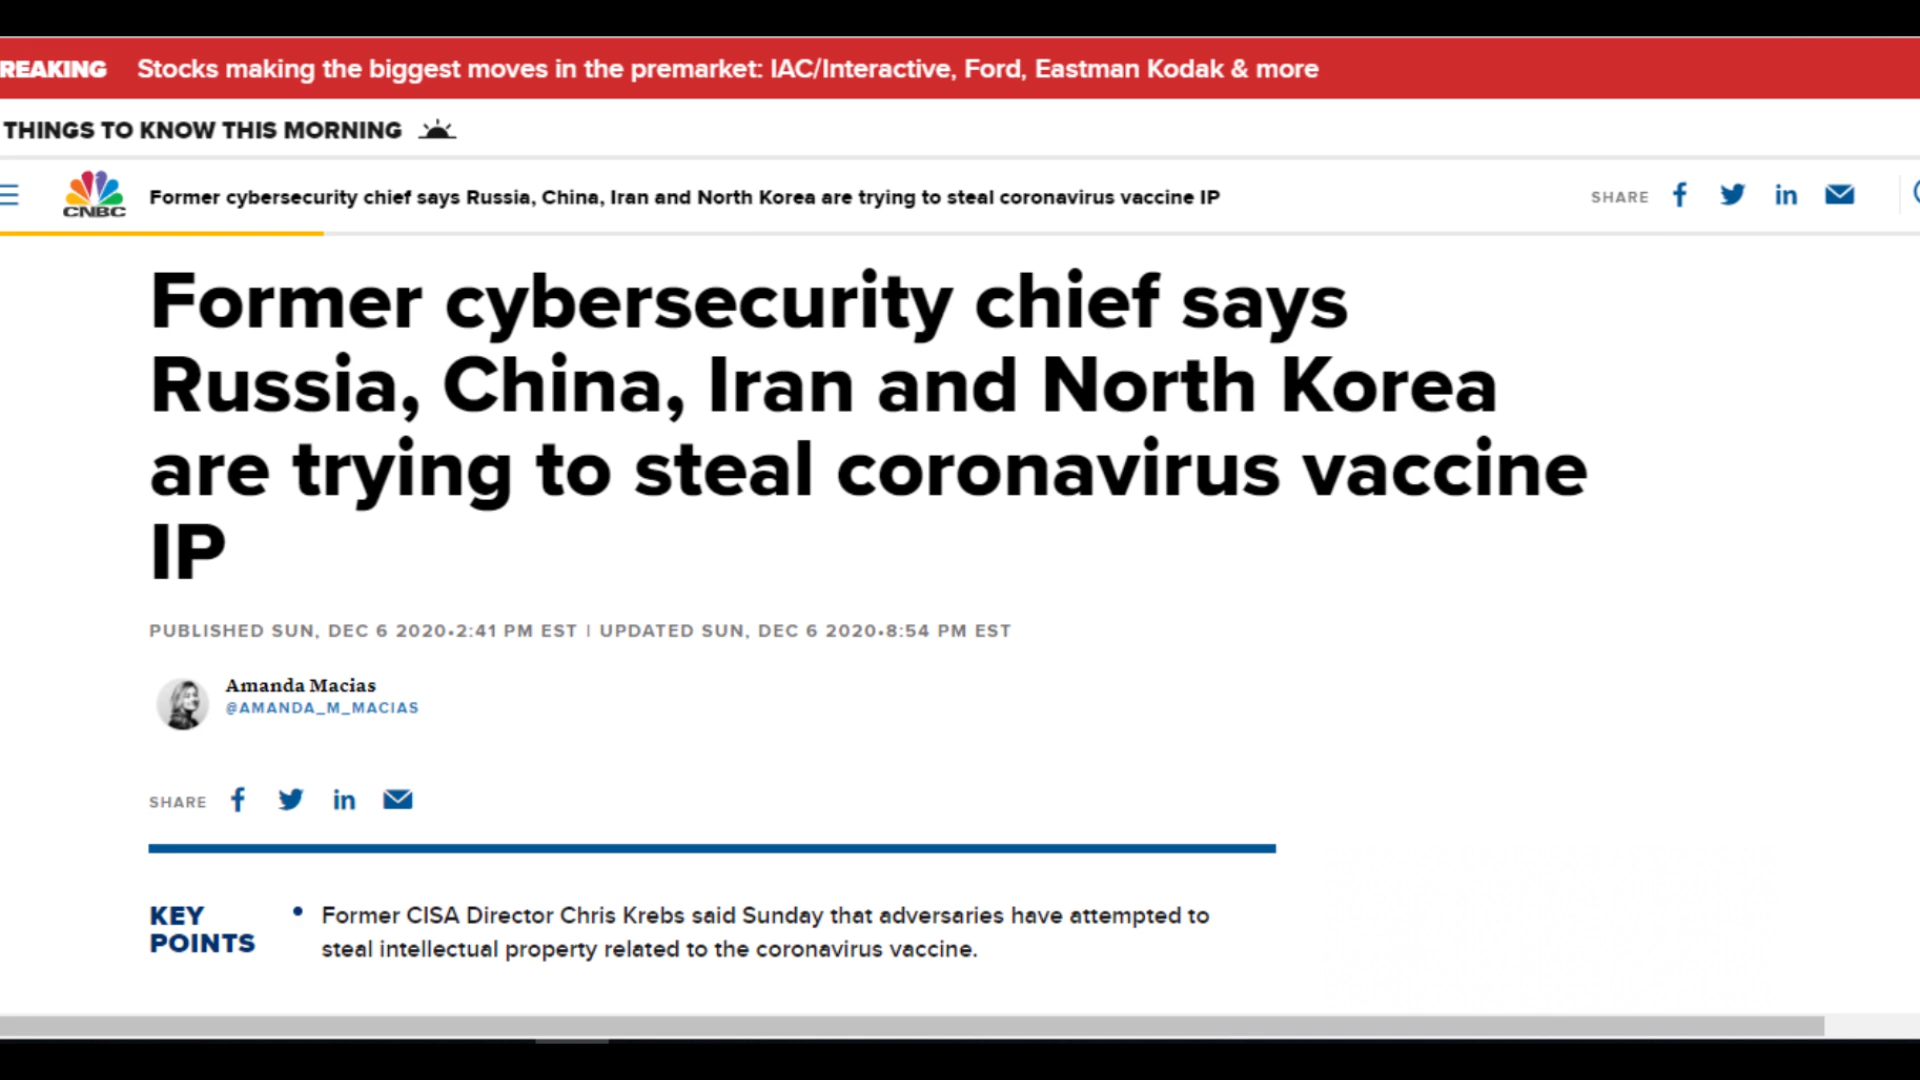 REAKING Stocks making the biggest moves in the premarket: IAC/Interactive, Ford, Eastman Kodak & more
THINGS TO KNOW THIS MORNING
CNBC Former cybersecurity chief says Russia, China, Iran and North Korea are trying to steal coronavirus vaccine IP SHARE
Former cybersecurity chief says
Russia, China, Iran and North Korea
are trying to steal coronavirus vaccine
IP
PUBLISHED SUN, DEC 6 2020•2:41 PM EST | UPDATED SUN, DEC 6 2020•8:54 PM EST
Amanda Macias
@AMANDA_M_MACIAS
SHARE
KEY POINTS
• Former CISA Director Chris Krebs said Sunday that adversaries have attempted to
steal intellectual property related to the coronavirus vaccine.